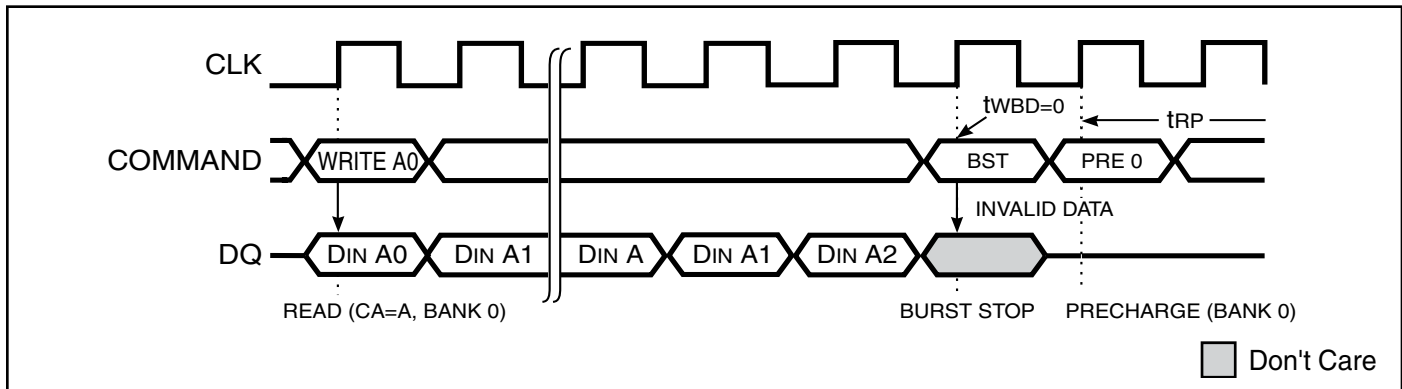 CLK
tWBD=0
tRP
COMMAND
WRITE A0
BST
PRE 0
INVALID DATA
DQ
DIN A0
DIN A1
DIN A
DIN A1
DIN A2
READ (CA=A, BANK 0)
BURST STOP
PRECHARGE (BANK 0)
Don't Care